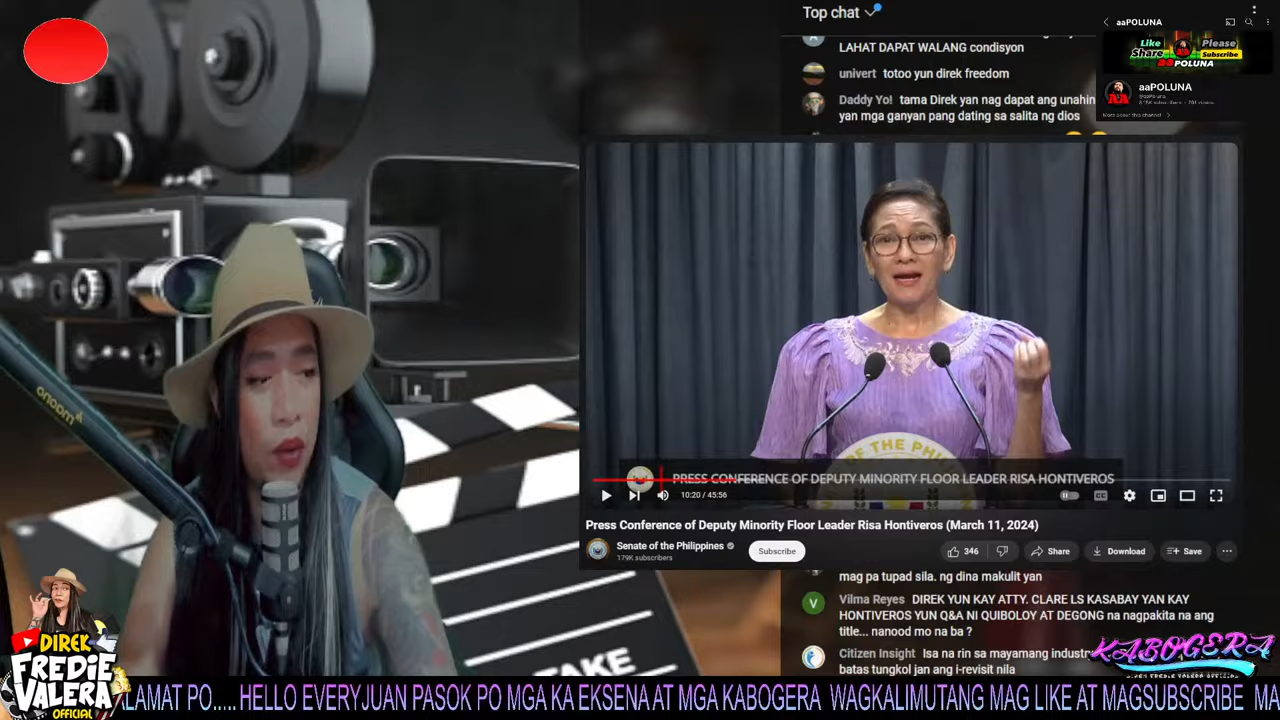 Top chat
LAHAT DAPAT WALANG condisyon
univert totoo yun direk freedom
Daddy Yo! tama Direk yan nag dapat ang unahin
yan mga ganyan pang dating sa salita ng dios
aaPOLUNA
Like
Share
Please
Subscribe
aaPOLUNA
aaPOLUNA
maono
OF THE PHILIP
PRESS CONFERENCE OF DEPUTY MINORITY FLOOR LEADER RISA HONTIVEROS
10:20 / 45:56
Press Conference of Deputy Minority Floor Leader Risa Hontiveros (March 11, 2024)
Senate of the Philippines
179K subscribers
Subscribe
346
Share
Download
Save
mag pa tupad sila. ng dina makulit yan
V
Vilma Reyes DIREK YUN KAY ATTY. CLARE LS KASABAY YAN KAY
HONTIVEROS YUN Q&A NI QUIBOLOY AT DEGONG na nagpakita na ang
title... nanood mo na ba ?
Citizen Insight Isa na rin sa mayamang industr
batas tungkol jan ang i-revisit nila
KABOGERA
TAKE
DIREK
FREDIE
VALERA
OFFICIAL
LAMAT PO..... HELLO EVERYJUAN PASOK PO MGA KA EKSENA AT MGA KABOGERA WAGKALIMUTANG MAG LIKE AT MAGSUBSCRIBE MA